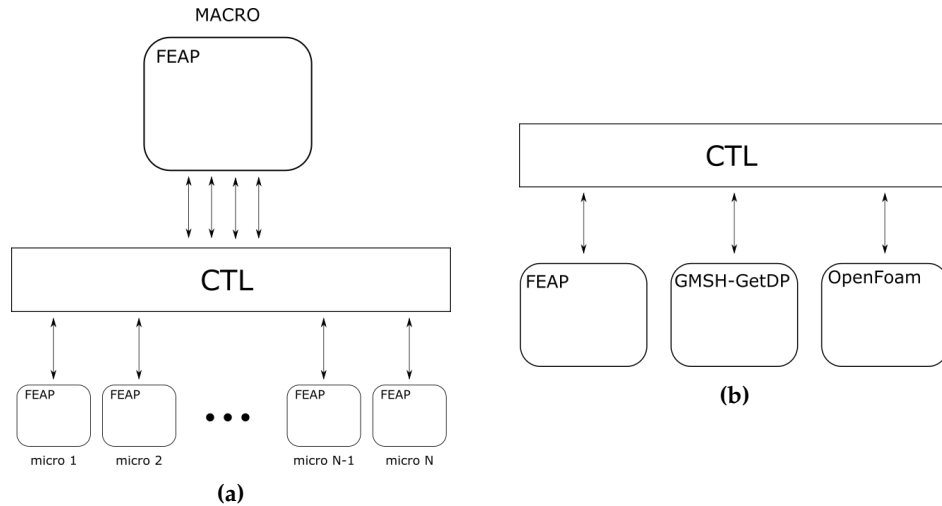 MACRO
FEAP
CTL
FEAP
FEAP
FEAP
FEAP
micro 1
micro 2
micro N-1
micro N
(a)
CTL
FEAP
GMSH-GetDP
OpenFoam
(b)